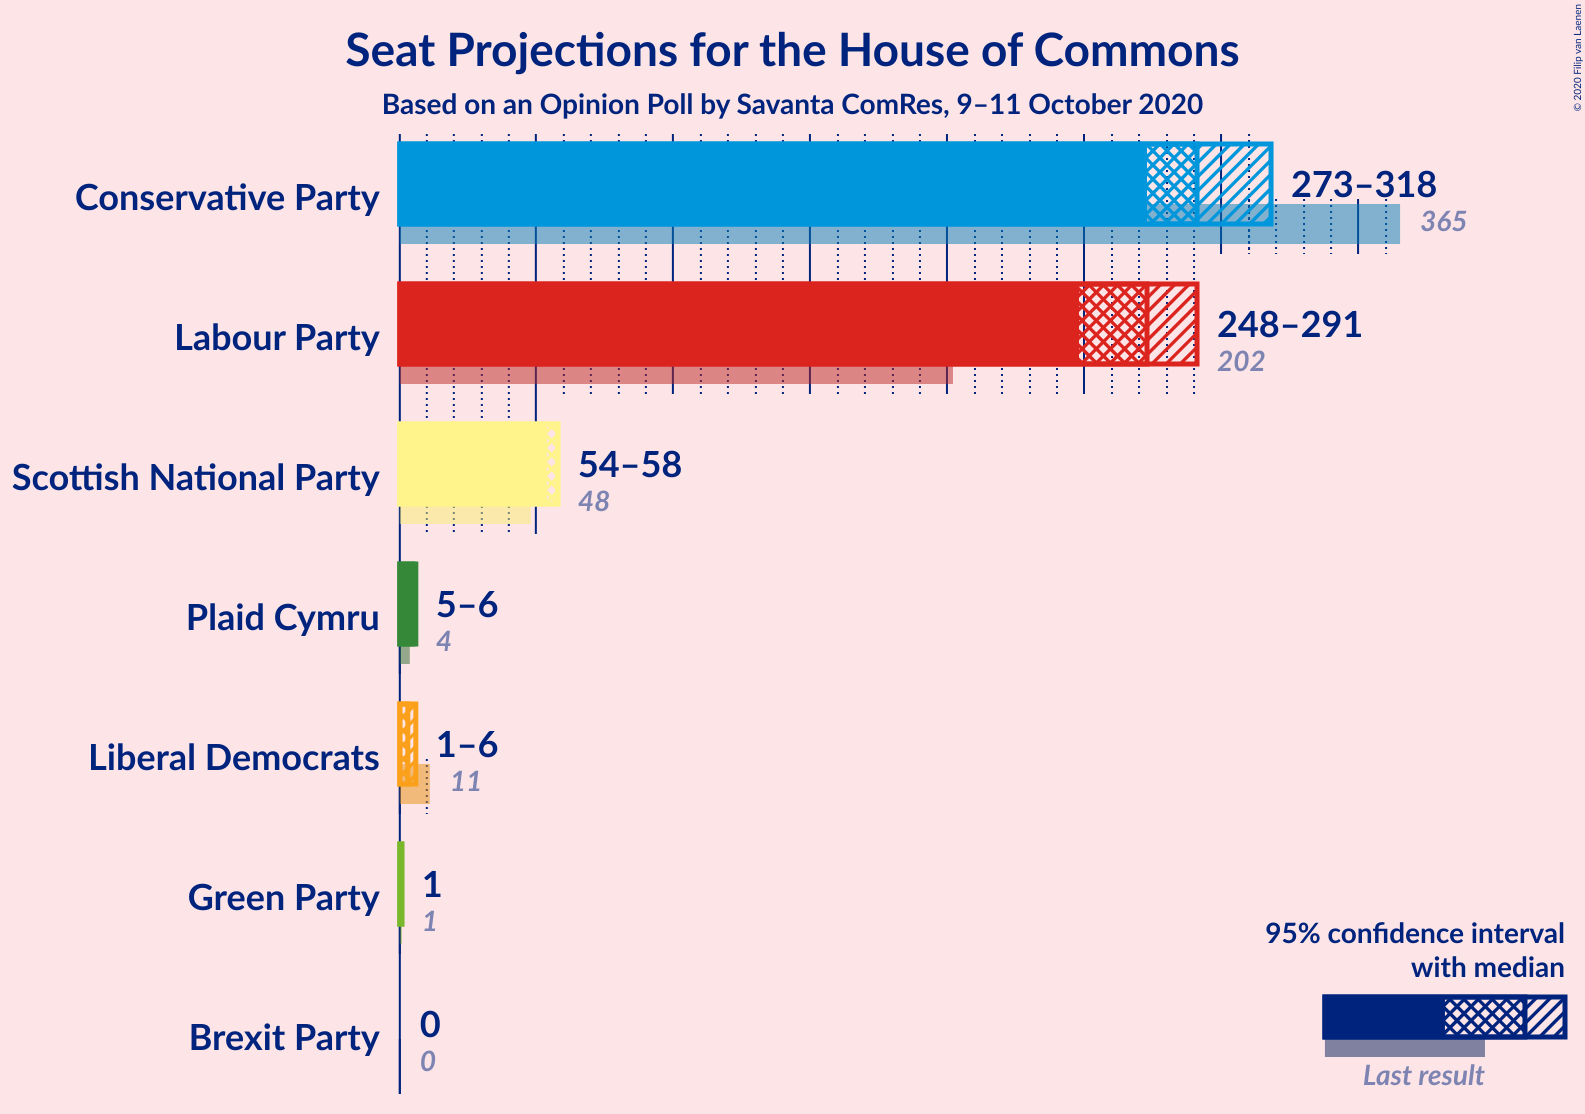 Seat Projections for the House of Commons
Based on an Opinion Poll by Savanta ComRes, 9–11 October 2020
© 2020 Filip van Laenen
Conservative Party
273–318
365
Labour Party
248–291
202
Scottish National Party
54–58
48
Plaid Cymru
5–6
4
Liberal Democrats
1–6
11
Green Party
1
1
Brexit Party
0
0
95% confidence interval
with median
Last result